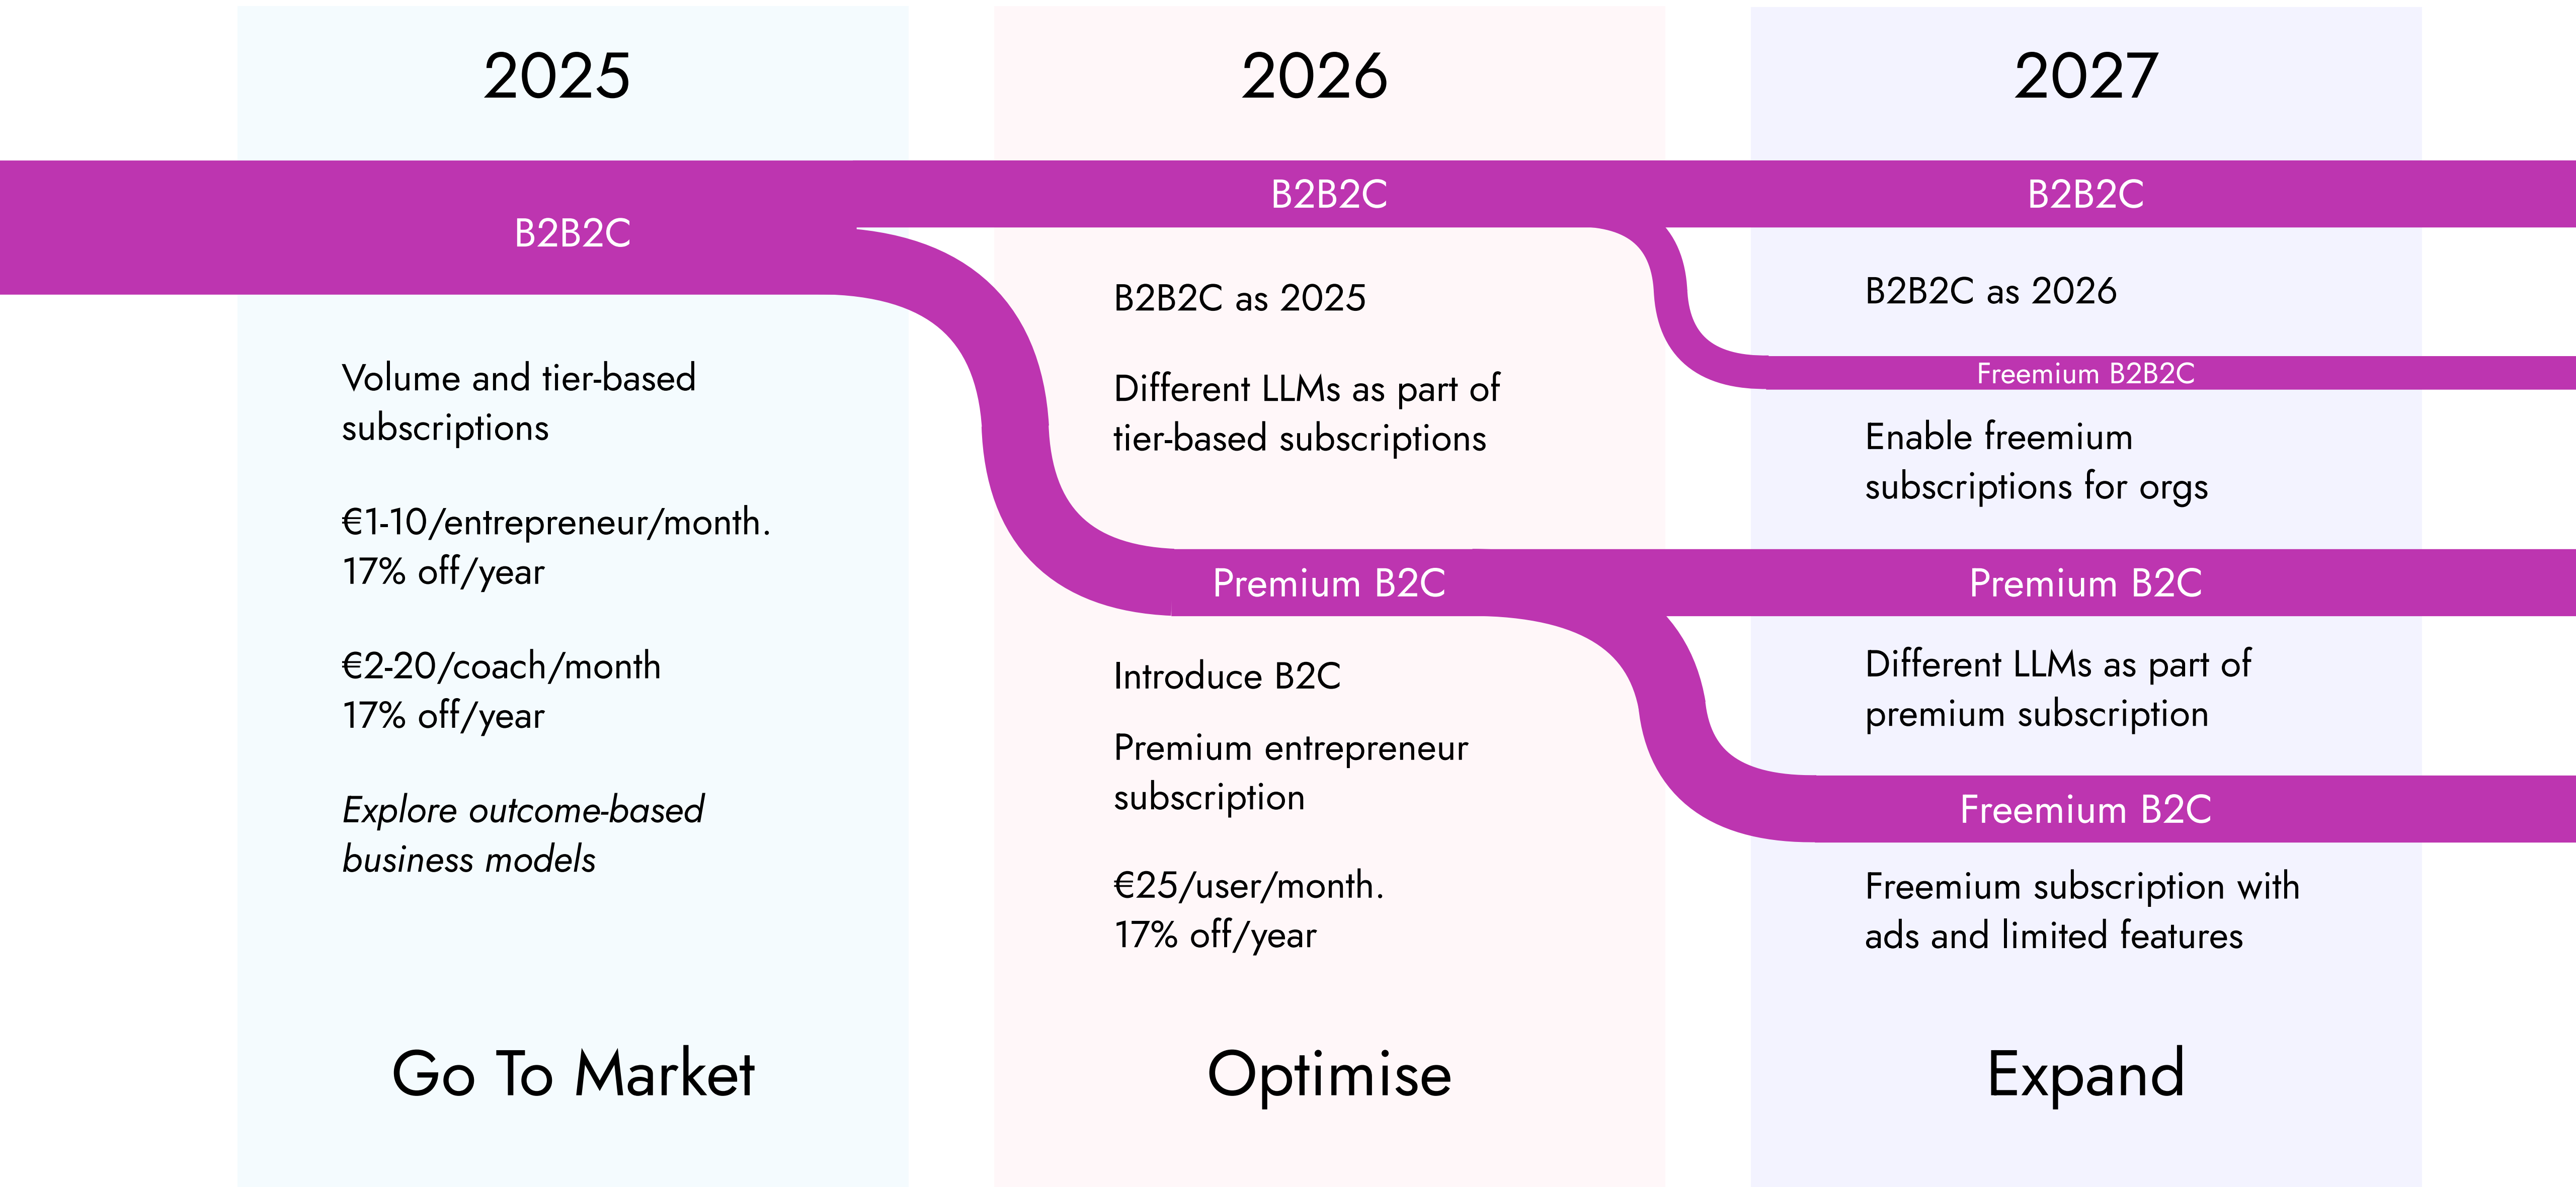 2025
B2B2C
Volume and tier-based
subscriptions
€1-10/entrepreneur/month.
17% off/year
€2-20/coach/month
17% off/year
Explore outcome-based
business models
Go To Market
2026
B2B2C
B2B2C as 2025
Different LLMs as part of
tier-based subscriptions
Premium B2C
Introduce B2C
Premium entrepreneur
subscription
€25/user/month.
17% off/year
Optimise
2027
B2B2C
B2B2C as 2026
Freemium B2B2C
Enable freemium
subscriptions for orgs
Premium B2C
Different LLMs as part of
premium subscription
Freemium B2C
Freemium subscription with
ads and limited features
Expand